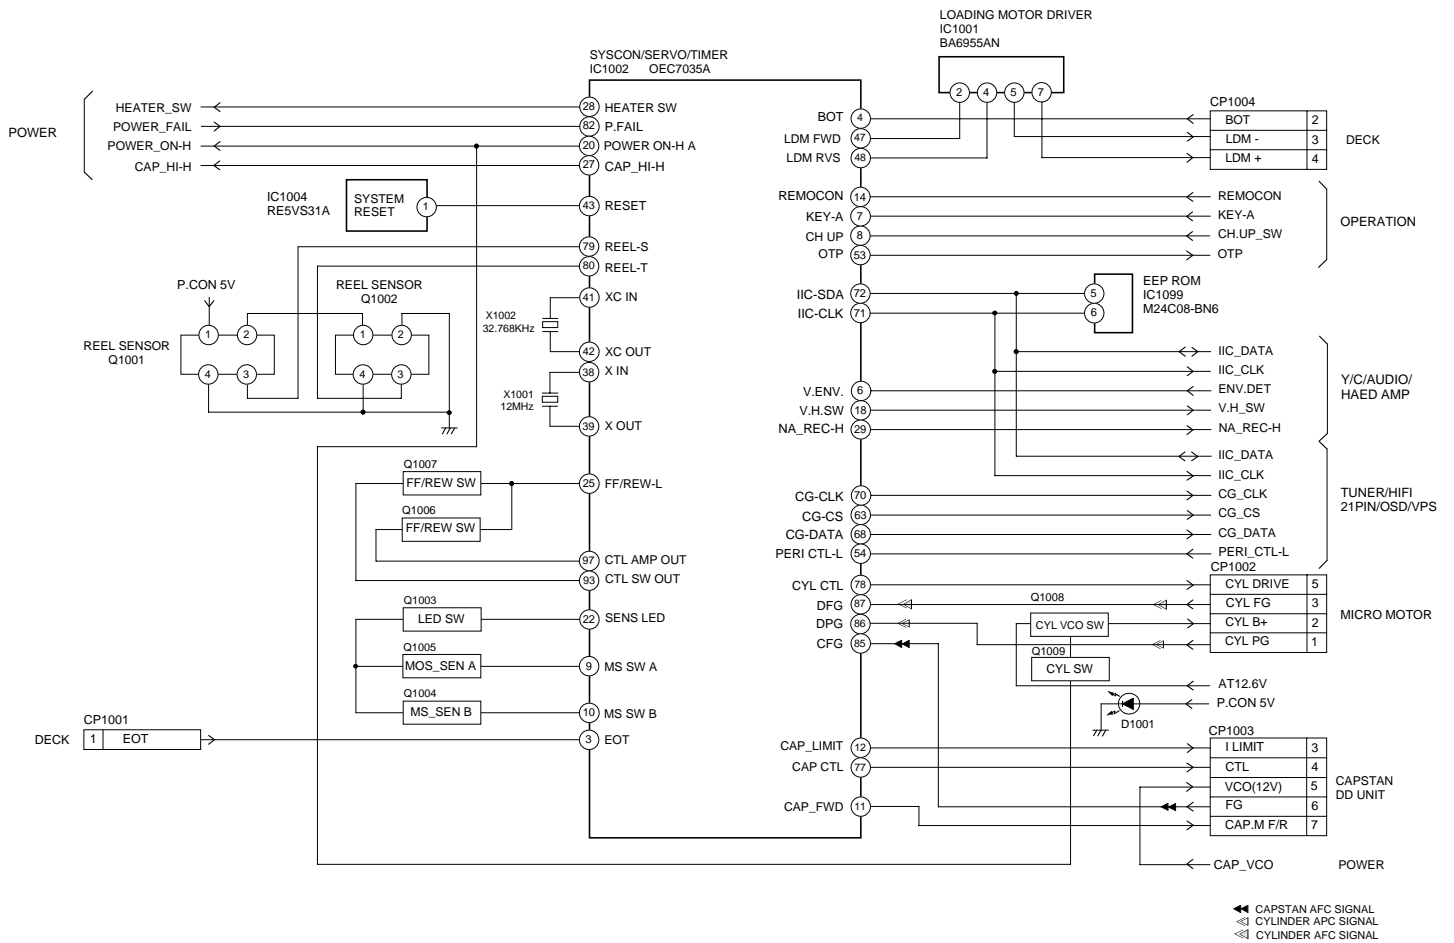 LOADING MOTOR DRIVER
IC1001
BA6955AN
2 4 5 7
SYSCON/SERVO/TIMER
IC1002 OEC7035A
POWER
HEATER_SW
POWER_FAIL
POWER_ON-H
CAP_HI-H
28 HEATER SW
82 P.FAIL
20 POWER ON-H A
27 CAP_HI-H
IC1004
RE5VS31A
SYSTEM
RESET
1
43 RESET
79 REEL-S
80 REEL-T
P.CON 5V
REEL SENSOR
Q1002
REEL SENSOR
Q1001
1 2
4 3
1 2
4 3
41 XC IN
X1002
32.768KHz
42 XC OUT
38 X IN
X1001
12MHz
39 X OUT
Q1007
FF/REW SW
25 FF/REW-L
Q1006
FF/REW SW
97 CTL AMP OUT
93 CTL SW OUT
Q1003
LED SW
22 SENS LED
Q1005
MOS_SEN A
9 MS SW A
Q1004
MS_SEN B
10 MS SW B
CP1001
DECK 1 EOT
3 EOT
BOT 4
LDM FWD 47
LDM RVS 48
CP1004
BOT 2
LDM - 3
LDM + 4
DECK
REMOCON 14
KEY-A 7
CH UP 8
OTP 53
REMOCON
KEY-A
CH.UP_SW
OTP
OPERATION
IIC-SDA 72
IIC-CLK 71
5
6
EEP ROM
IC1099
M24C08-BN6
IIC_DATA
IIC_CLK
V.ENV. 6
V.H.SW 18
NA_REC-H 29
ENV.DET
V.H_SW
NA_REC-H
Y/C/AUDIO/
HAED AMP
IIC_DATA
IIC_CLK
CG-CLK 70
CG-CS 63
CG-DATA 68
PERI CTL-L 54
CG_CLK
CG_CS
CG_DATA
PERI_CTL-L
TUNER/HIFI
21PIN/OSD/VPS
CP1002
CYL CTL 78
DFG 87
DPG 86
CFG 85
Q1008
CYL VCO SW
Q1009
CYL SW
CYL DRIVE 5
CYL FG 3
CYL B+ 2
CYL PG 1
MICRO MOTOR
AT12.6V
P.CON 5V
D1001
CP1003
CAP_LIMIT 12
CAP CTL 77
CAP_FWD 11
I LIMIT 3
CTL 4
VCO(12V) 5
FG 6
CAP.M F/R 7
CAPSTAN
DD UNIT
CAP_VCO
POWER
CAPSTAN AFC SIGNAL
CYLINDER APC SIGNAL
CYLINDER AFC SIGNAL